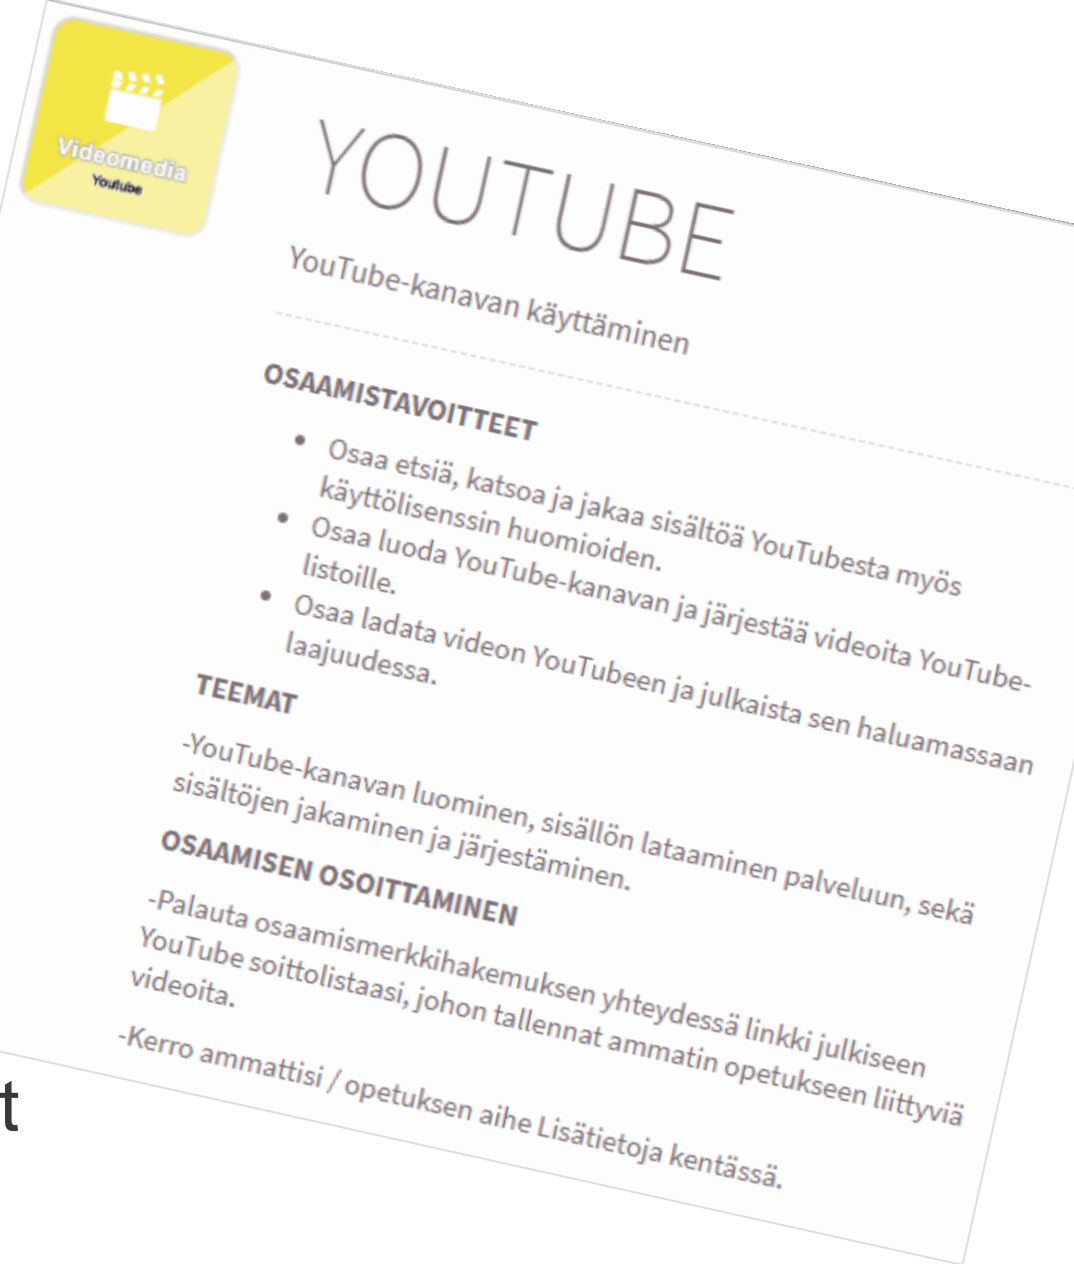 Videomedia
Youtube
YOUTUBE
YouTube-kanavan käyttäminen
OSAAMISTAVOITTEET
• Osaa etsiä, katsoa ja jakaa sisältöä YouTubesta myös
käyttölisenssin huomioiden.
• Osaa luoda YouTube-kanavan ja järjestää videoita YouTube-
listoille.
• Osaa ladata videon YouTubeen ja julkaista sen haluamassaan
laajuudessa.
TEEMAT
-YouTube-kanavan luominen, sisällön lataaminen palveluun, sekä
sisältöjen jakaminen ja järjestäminen.
OSAAMISEN OSOITTAMINEN
-Palauta osaamismerkkihakemuksen yhteydessä linkki julkiseen
YouTube soittolistaasi, johon tallennat ammatin opetukseen liittyviä
videoita.
-Kerro ammattisi / opetuksen aihe Lisätietoja kentässä.
t